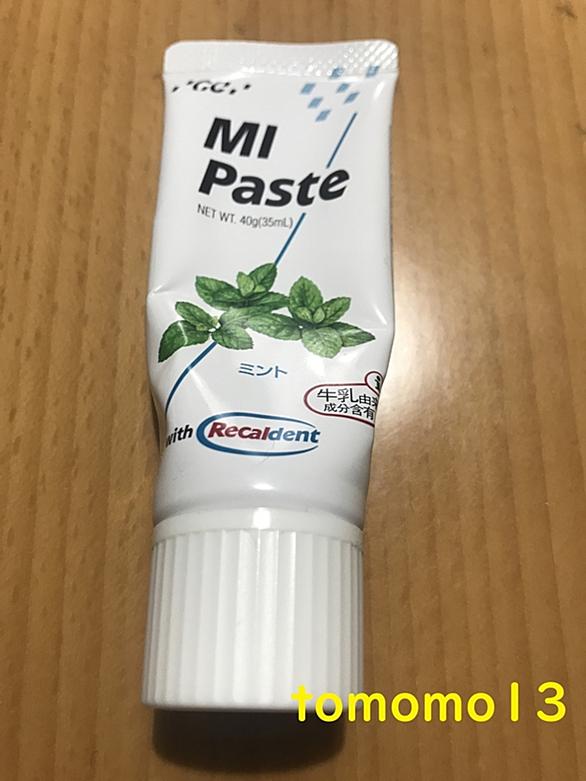 GC
MI
Paste
NET WT. 40g(35mL)
ミント
牛乳由来
成分含有
with Recaldent
tomomo13